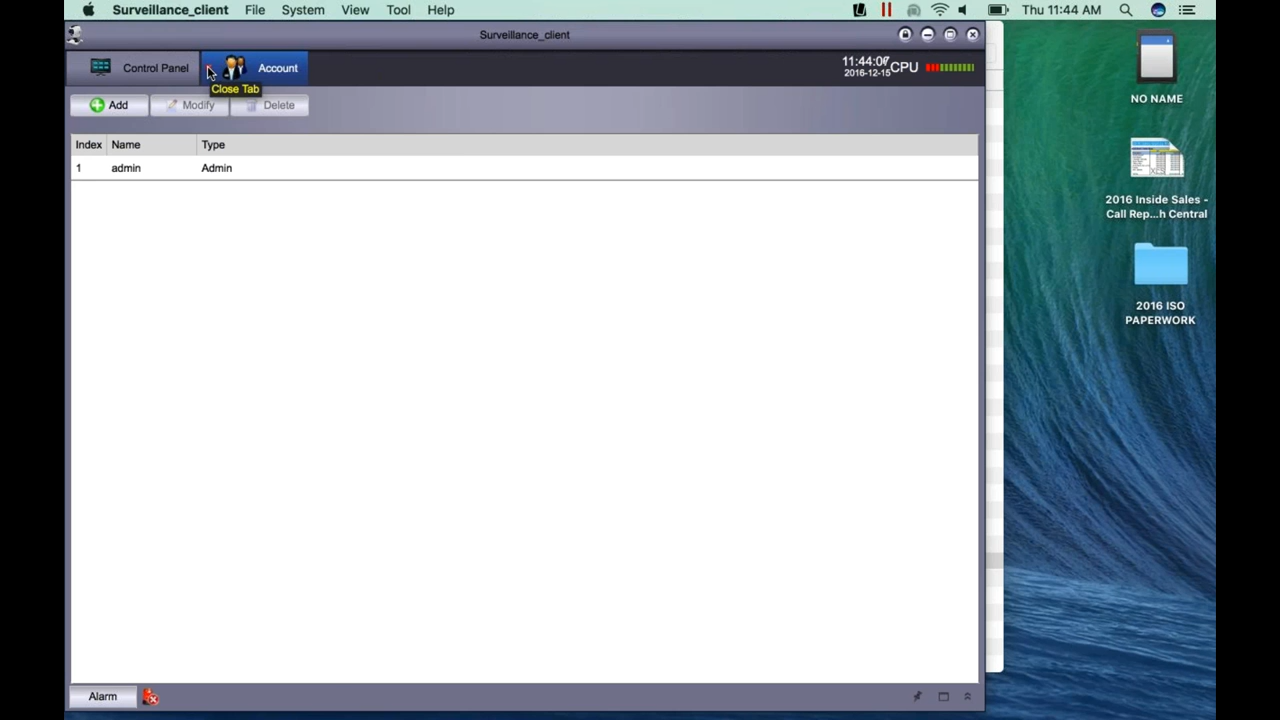 Surveillance_client File System View Tool Help Thu 11:44 AM
Surveillance_client
Control Panel Account 11:44:07 CPU
2016-12-15
Close Tab
Add Modify Delete
Index Name Type
1 admin Admin
NO NAME
XLS
2016 Inside Sales -
Call Rep...h Central
2016 ISO
PAPERWORK
Alarm